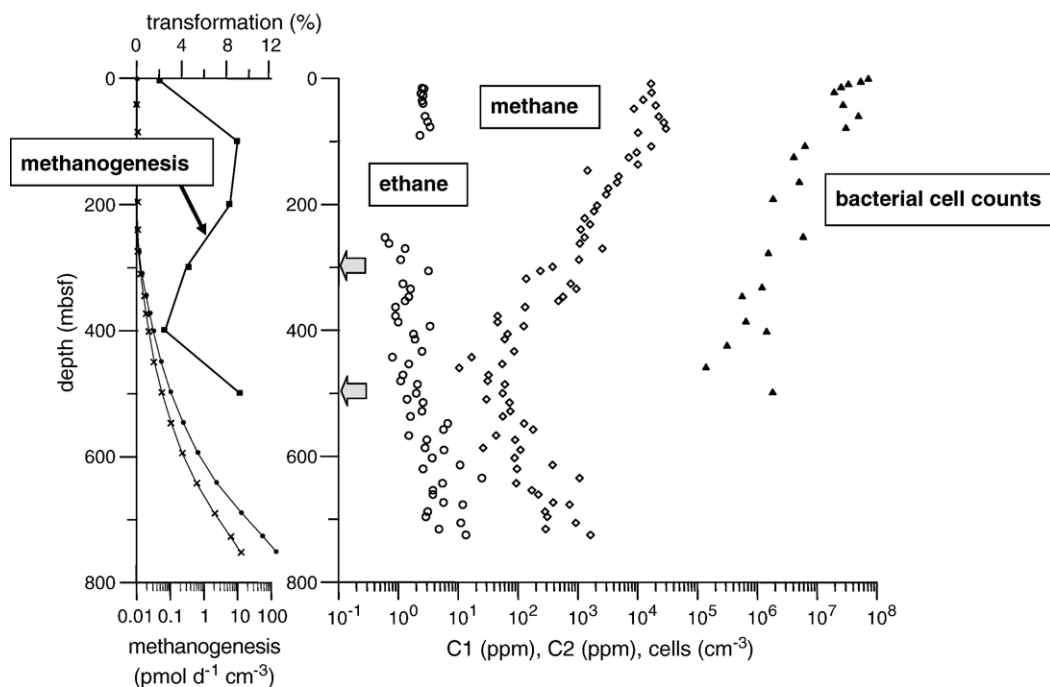 transformation (%)
0 4 8 12
0
200
400
600
800
depth (mbsf)
methanogenesis
0.01 0.1 1 10 100
methanogenesis
(pmol d⁻¹ cm⁻³)
0
200
400
600
800
methane
ethane
bacterial cell counts
10⁻¹ 10⁰ 10¹ 10² 10³ 10⁴ 10⁵ 10⁶ 10⁷ 10⁸
C1 (ppm), C2 (ppm), cells (cm⁻³)